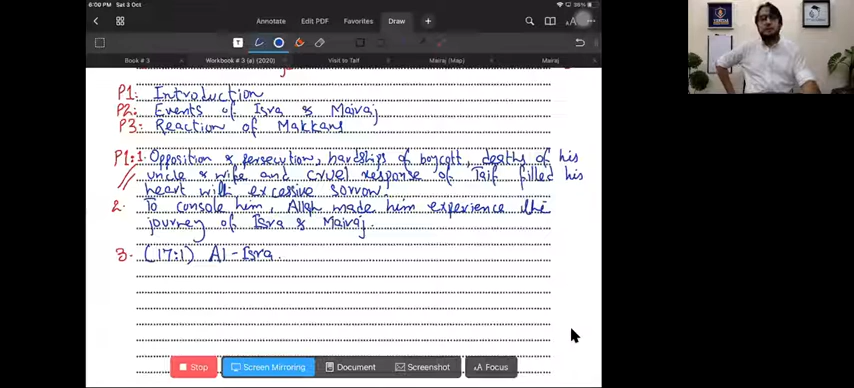 6:00 PM Sat 3 Oct
36%
Annotate Edit PDF Favorites Draw
AA
T
Book # 3 Workbook # 3 (a) (2020) Visit to Taif Mairaj (Map) Mairaj
P1: Introduction
P2: Events of Isra & Mairaj
P3: Reaction of Makkans
P1:1. Opposition & persecution, hardships of boycott, deaths of his
uncle & wife and cruel response of Taif filled his
heart with excessive sorrow
2. To console him, Allah made him experience the
journey of Isra & Mairaj.
3. (17:1) Al-Isra.
Stop Screen Mirroring Document Screenshot AA Focus